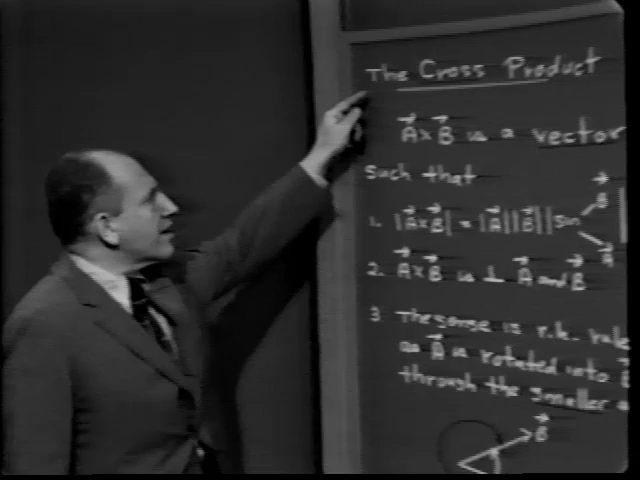 The Cross Product
A⃗×B⃗ is a vector
such that
1. |A⃗×B⃗| = |A⃗||B⃗||sin ∠ B⃗ A⃗
2. A⃗×B⃗ is ⊥ A⃗ and B⃗
3 The sense is r.h. rule
as A⃗ is rotated into
through the smaller
B⃗